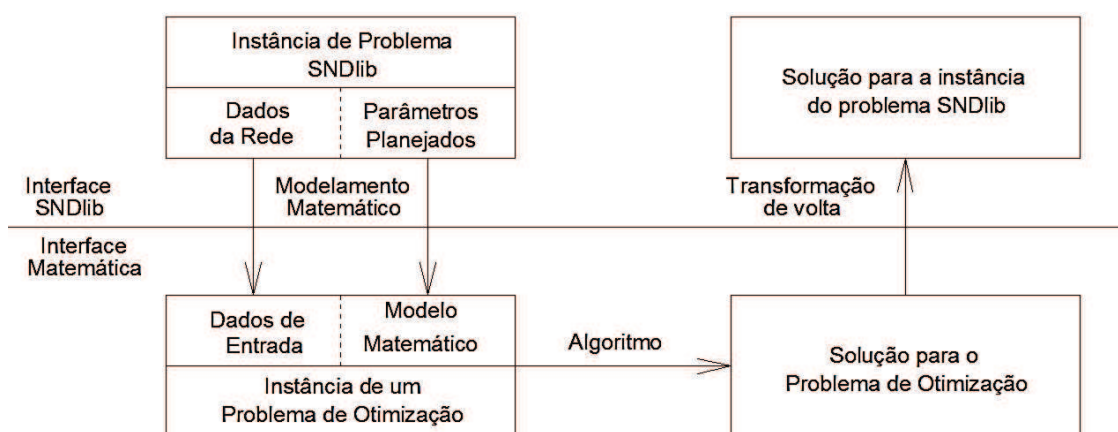 Instância de Problema
SNDlib
Dados
da Rede
Parâmetros
Planejados
Solução para a instância
do problema SNDlib
Interface
SNDlib
Modelamento
Matemático
Transformação
de volta
Interface
Matemática
Dados de
Entrada
Modelo
Matemático
Instância de um
Problema de Otimização
Algoritmo
Solução para o
Problema de Otimização